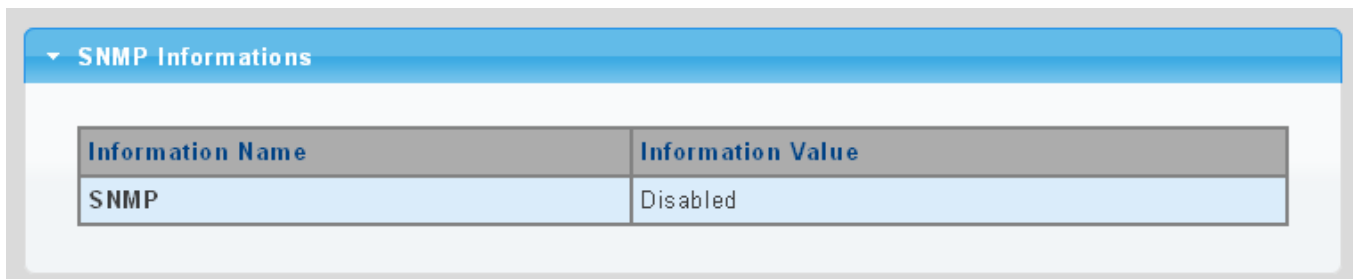 SNMP Informations
Information Name Information Value
SNMP Disabled